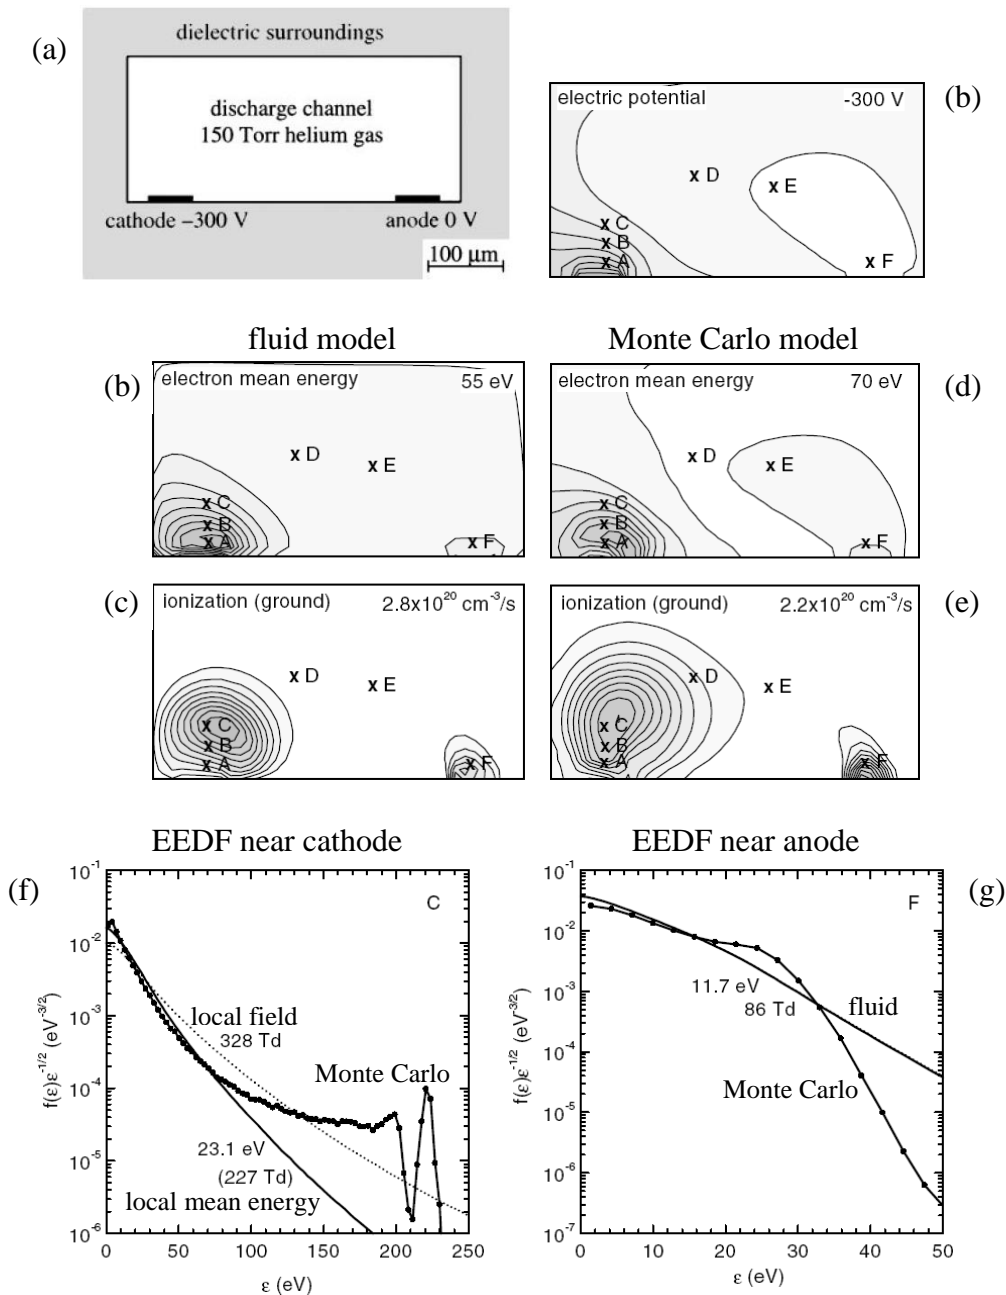 (a)
dielectric surroundings
discharge channel
150 Torr helium gas
cathode –300 V
anode 0 V
100 µm
electric potential
-300 V
(b)
x D
x E
x C
x B
x A
x F
fluid model
Monte Carlo model
(b)
electron mean energy
55 eV
x D
x E
x C
x B
x A
x F
electron mean energy
70 eV
(d)
x D
x E
x C
x B
x A
x F
(c)
ionization (ground)
2.8x10²⁰ cm⁻³/s
x D
x E
x C
x B
x A
x F
ionization (ground)
2.2x10²⁰ cm⁻³/s
(e)
x D
x E
x C
x B
x A
x F
EEDF near cathode
EEDF near anode
(f)
10⁻¹
10⁻²
10⁻³
10⁻⁴
10⁻⁵
10⁻⁶
f(ε)ε⁻¹/² (eV⁻³/²)
C
local field
328 Td
Monte Carlo
23.1 eV
(227 Td)
local mean energy
0
50
100
150
200
250
ε (eV)
(g)
10⁻¹
10⁻²
10⁻³
10⁻⁴
10⁻⁵
10⁻⁶
10⁻⁷
f(ε)ε⁻¹/² (eV⁻³/²)
F
11.7 eV
86 Td
fluid
Monte Carlo
0
10
20
30
40
50
ε (eV)